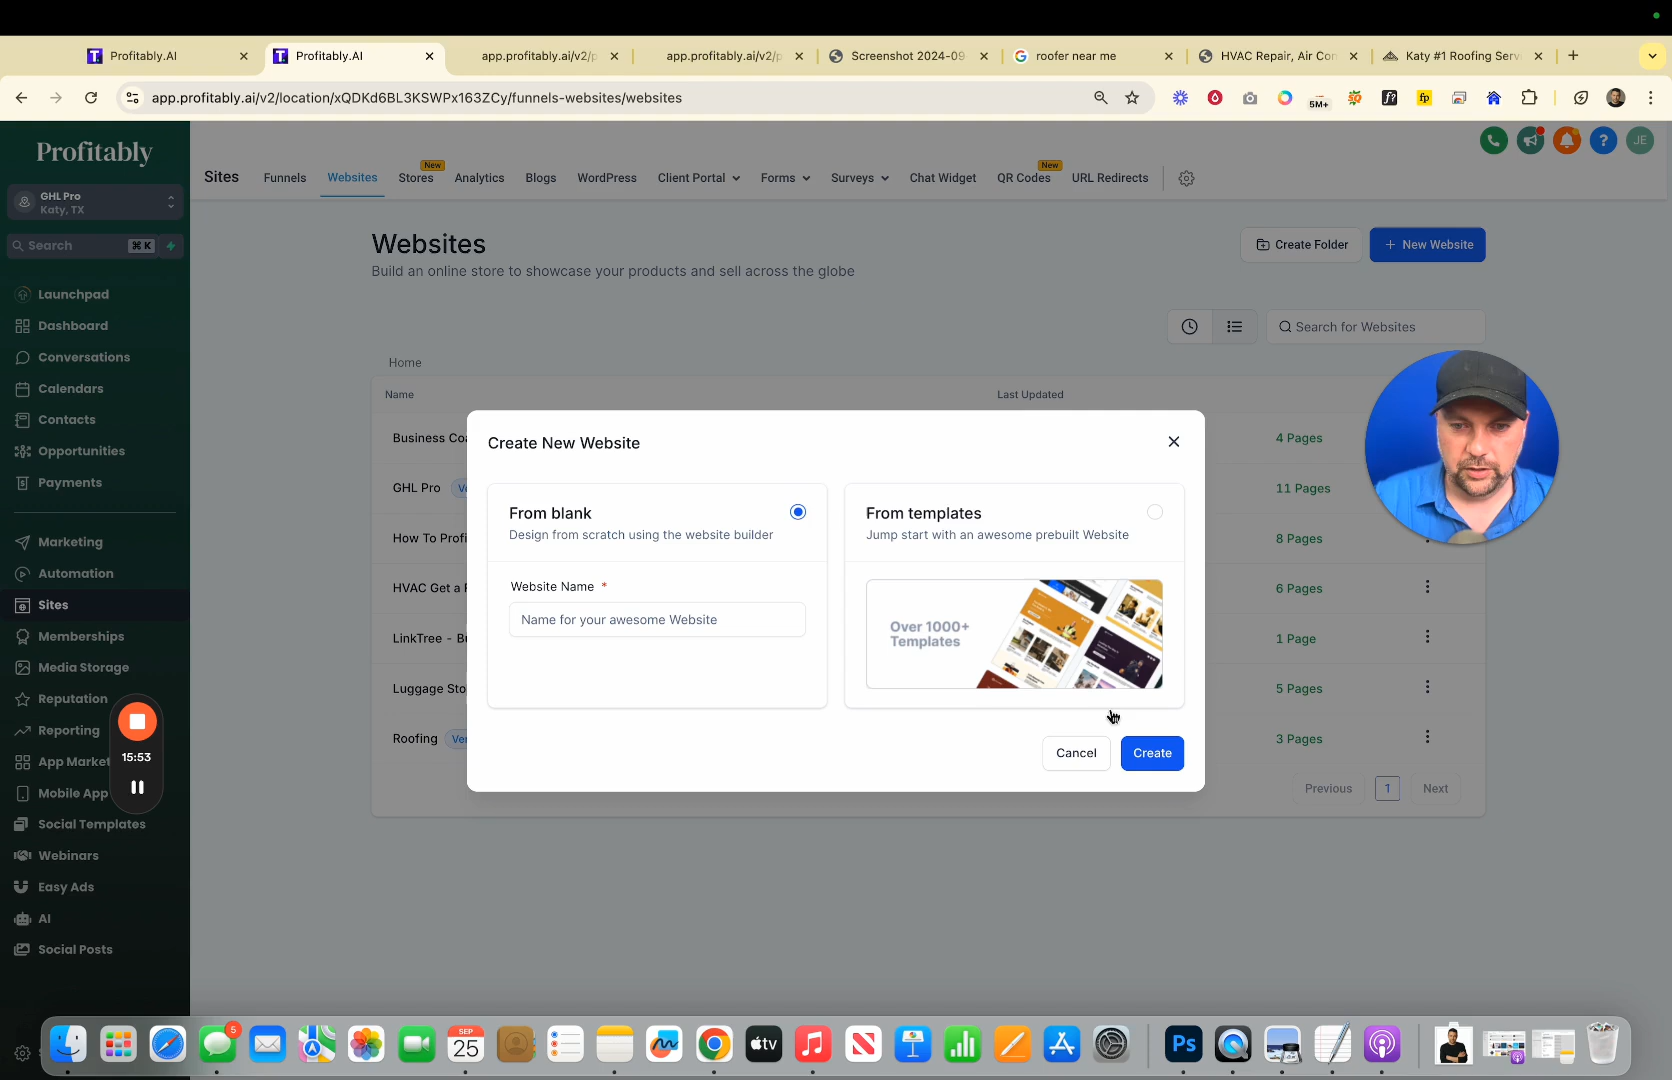 Profitably.AI
Profitably.AI
app.profitably.ai/v2/p
app.profitably.ai/v2/p
Screenshot 2024-09-
roofer near me
HVAC Repair, Air Con
Katy #1 Roofing Serv
app.profitably.ai/v2/location/xQDKd6BL3KSWPx163ZCy/funnels-websites/websites
5M+
Profitably
GHL Pro
Katy, TX
Search ⌘ K
Launchpad
Dashboard
Conversations
Calendars
Contacts
Opportunities
Payments
Marketing
Automation
Sites
Memberships
Media Storage
Reputation
Reporting
App Market
Mobile App
Social Templates
Webinars
Easy Ads
AI
Social Posts
15:53
Sites
Funnels
Websites
New
Stores
Analytics
Blogs
WordPress
Client Portal
Forms
Surveys
Chat Widget
New
QR Codes
URL Redirects
JE
Websites
Build an online store to showcase your products and sell across the globe
Create Folder
+ New Website
Search for Websites
Home
Name
Last Updated
Business Coa
4 Pages
GHL Pro Ve
11 Pages
How To Profi
8 Pages
HVAC Get a
6 Pages
LinkTree - Bu
1 Page
Luggage Sto
5 Pages
Roofing Ver
3 Pages
Previous
1
Next
Create New Website
From blank
Design from scratch using the website builder
Website Name *
Name for your awesome Website
From templates
Jump start with an awesome prebuilt Website
Over 1000+
Templates
Cancel
Create
5
SEP
25
tv
Ps